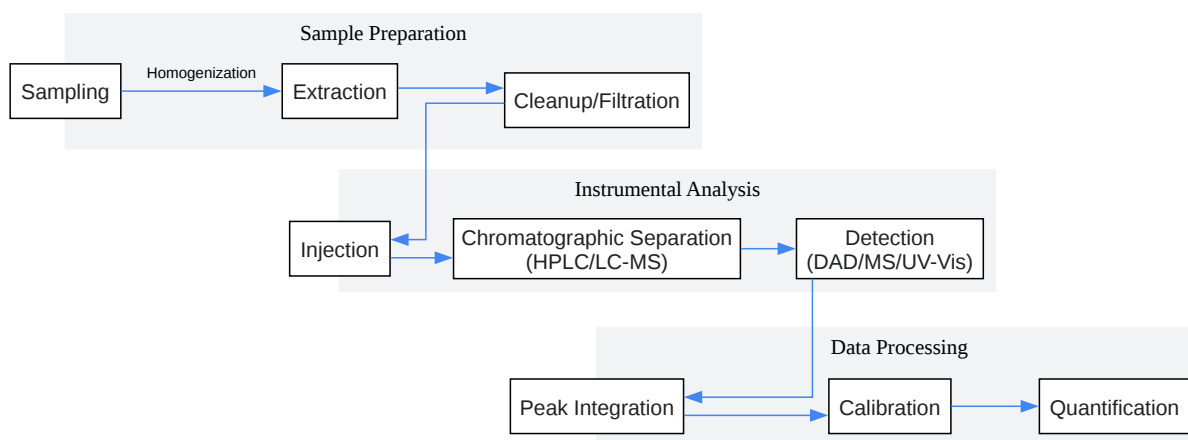 Sample Preparation
Homogenization
Sampling
Extraction
Cleanup/Filtration
Instrumental Analysis
Injection
Chromatographic Separation
(HPLC/LC-MS)
Detection
(DAD/MS/UV-Vis)
Data Processing
Peak Integration
Calibration
Quantification